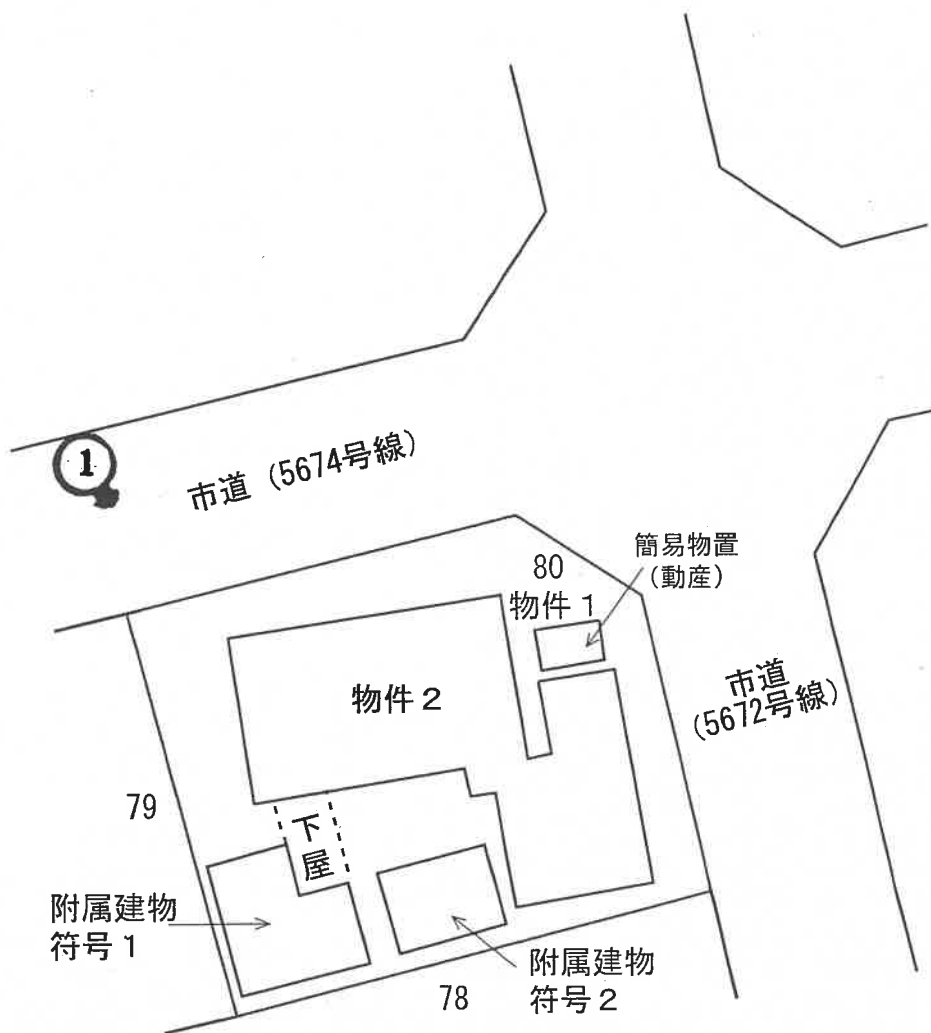 1
市道（5674号線）
簡易物置
（動産）
80
物件１
物件２
市道
（5672号線）
79
下屋
附属建物
符号１
附属建物
符号２
78